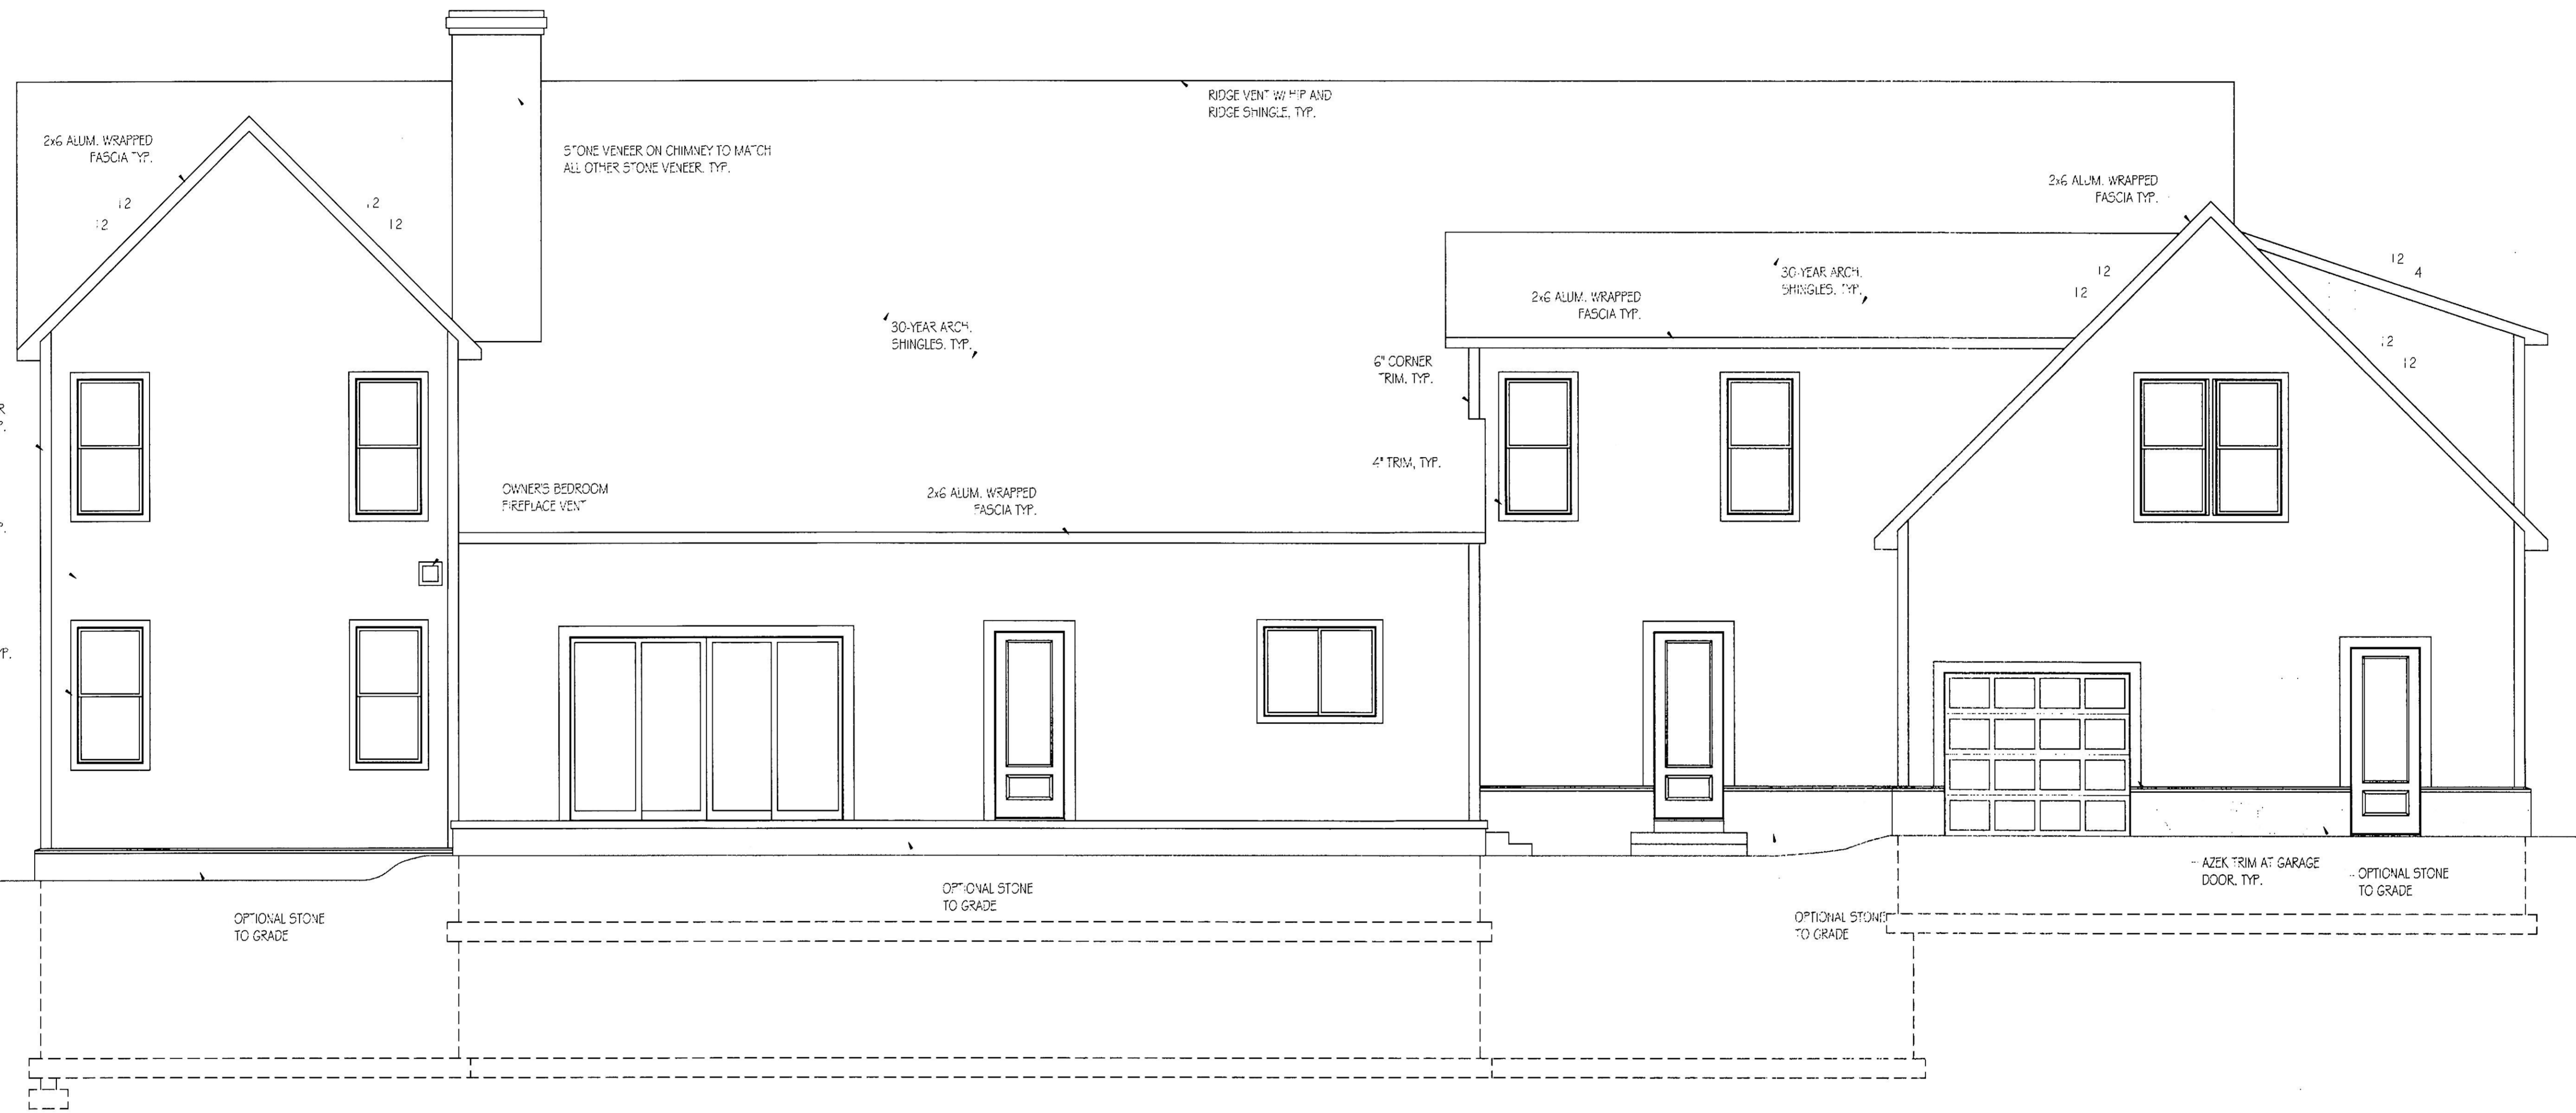 RIDGE VENT W/ HIP AND
RIDGE SHINGLE, TYP.
2x6 ALUM. WRAPPED
FASCIA TYP.
STONE VENEER ON CHIMNEY TO MATCH
ALL OTHER STONE VENEER. TYP.
12
12
12
12
2x6 ALUM. WRAPPED
FASCIA TYP.
12
4
12
12
30-YEAR ARCH.
SHINGLES, TYP.
2x6 ALUM. WRAPPED
FASCIA TYP.
30-YEAR ARCH.
SHINGLES. TYP.
12
12
6" CORNER
TRIM, TYP.
4" TRIM, TYP.
OWNER'S BEDROOM
FIREPLACE VENT
2x6 ALUM. WRAPPED
FASCIA TYP.
OPTIONAL STONE
TO GRADE
OPTIONAL STONE
TO GRADE
OPTIONAL STONE
TO GRADE
AZEK TRIM AT GARAGE
DOOR, TYP.
OPTIONAL STONE
TO GRADE